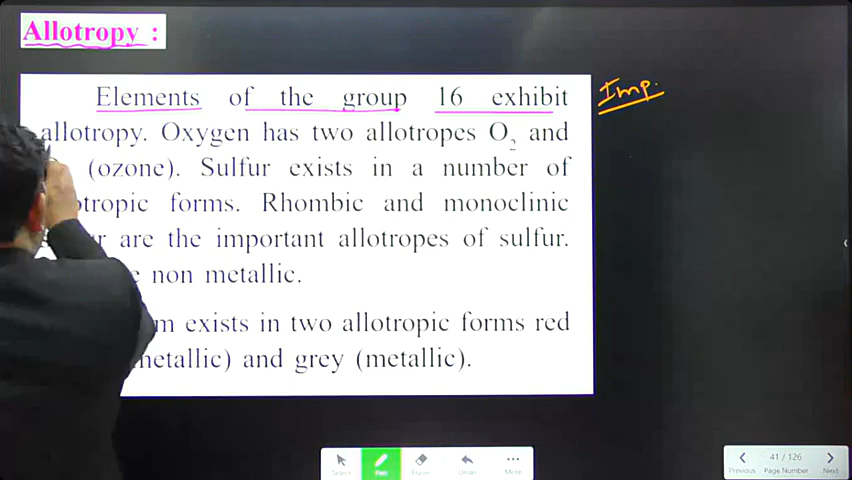 Allotropy :
Elements of the group 16 exhibit
Imp.
allotropy. Oxygen has two allotropes O₂ and
(ozone). Sulfur exists in a number of
forms. Rhombic and monoclinic
are the important allotropes of sulfur.
non metallic.
exists in two allotropic forms red
and grey (metallic).
Select
Pen
Eraser
Undo
More
41 / 126
Previous Page Number Next